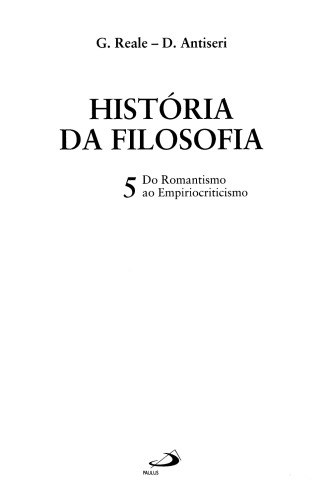 G. Reale – D. Antiseri
HISTÓRIA
DA FILOSOFIA
5 Do Romantismo
ao Empiriocriticismo
PAULUS